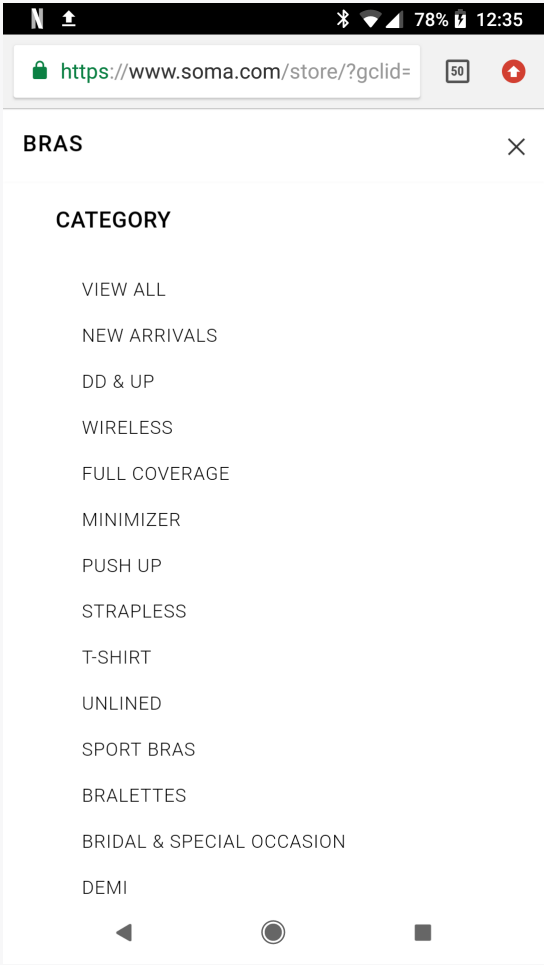 N 78% 12:35
https://www.soma.com/store/?gclid= 50
BRAS
CATEGORY
VIEW ALL
NEW ARRIVALS
DD & UP
WIRELESS
FULL COVERAGE
MINIMIZER
PUSH UP
STRAPLESS
T-SHIRT
UNLINED
SPORT BRAS
BRALETTES
BRIDAL & SPECIAL OCCASION
DEMI